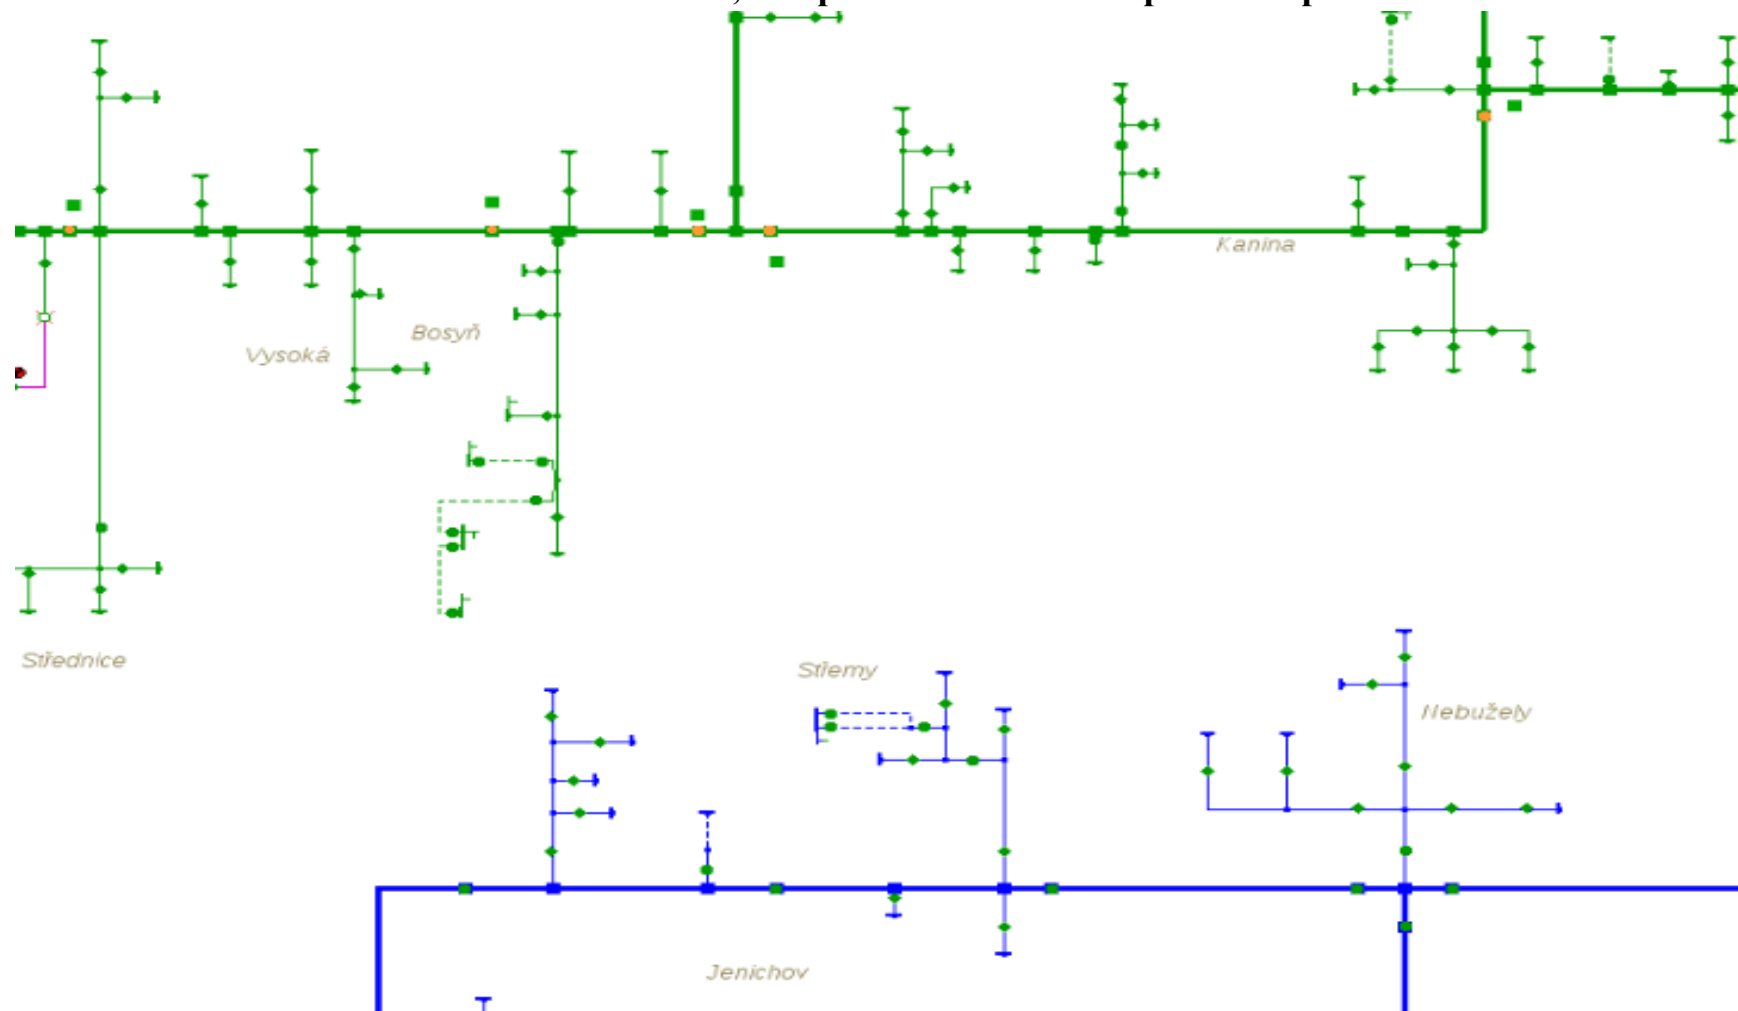 Kanina
Bosyň
Vysoká
Střednice
Střemy
Nebužely
Jenichov